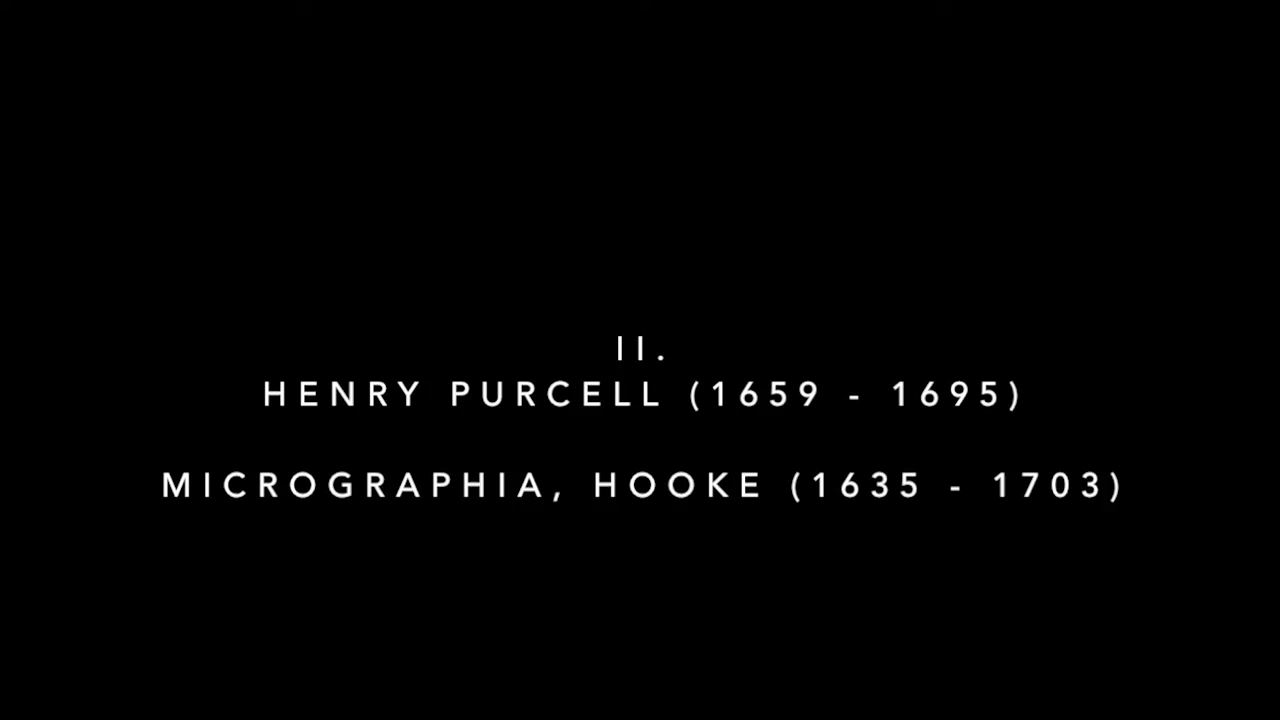 II.
HENRY PURCELL (1659 - 1695)
MICROGRAPHIA, HOOKE (1635 - 1703)